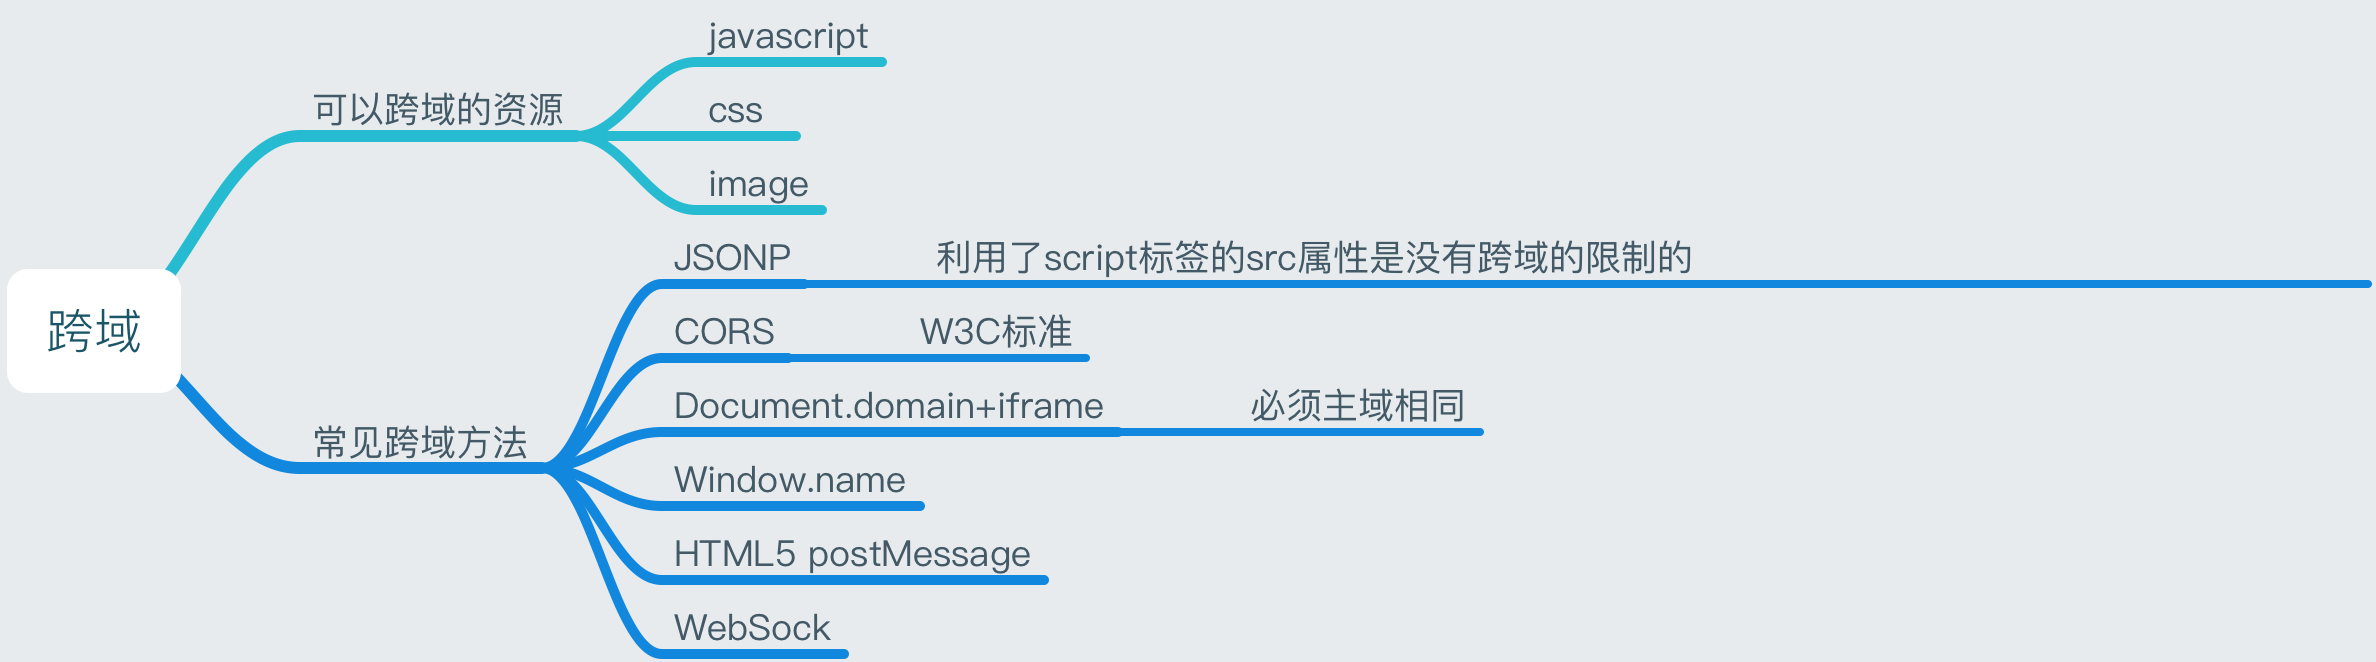 跨域
可以跨域的资源
javascript
css
image
常见跨域方法
JSONP
利用了script标签的src属性是没有跨域的限制的
CORS
W3C标准
Document.domain+iframe
必须主域相同
Window.name
HTML5 postMessage
WebSock